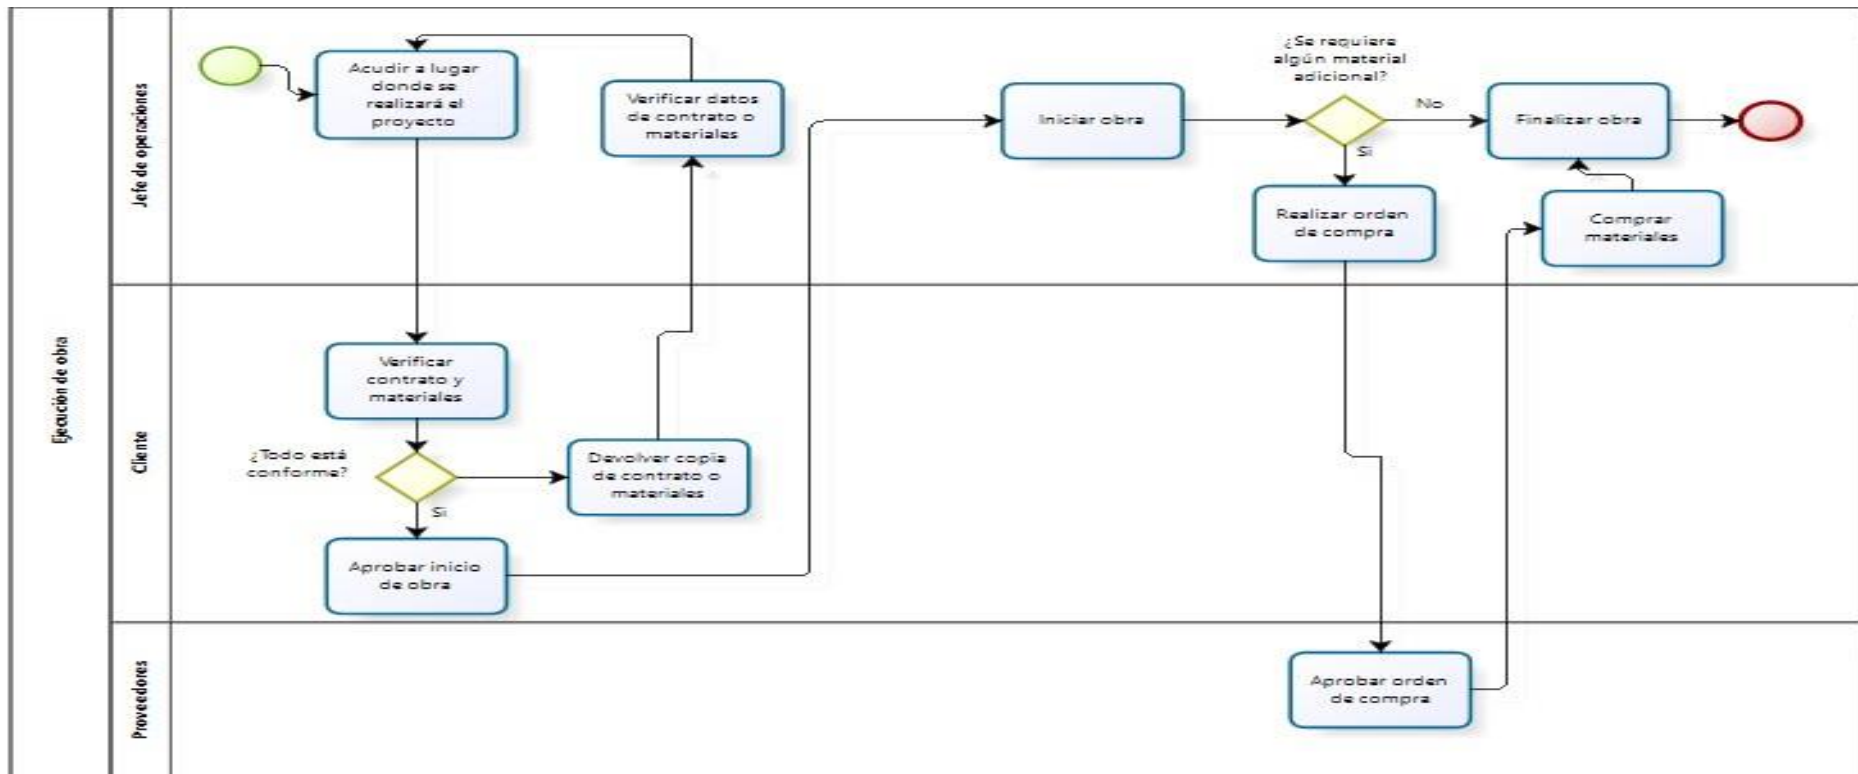 Ejecución de obra
Jefe de operaciones
Acudir a lugar
donde se
realizará el
proyecto
Verificar datos
de contrato o
materiales
Iniciar obra
¿Se requiere
algún material
adicional?
No
Si
Finalizar obra
Realizar orden
de compra
Comprar
materiales
Cliente
Verificar
contrato y
materiales
¿Todo está
conforme?
Si
Devolver copia
de contrato o
materiales
Aprobar inicio
de obra
Proveedores
Aprobar orden
de compra